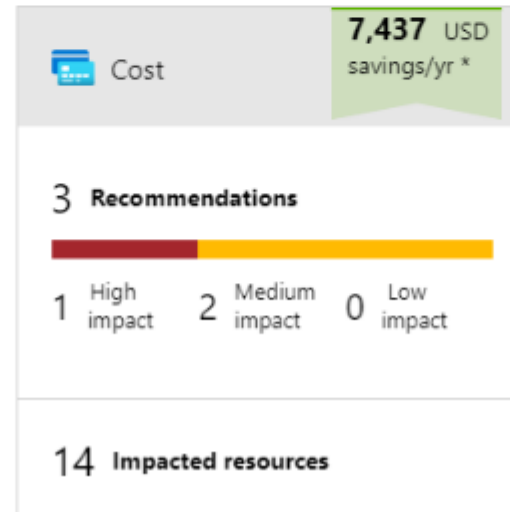 Cost
7,437 USD
savings/yr *
3 Recommendations
1 High impact
2 Medium impact
0 Low impact
14 Impacted resources